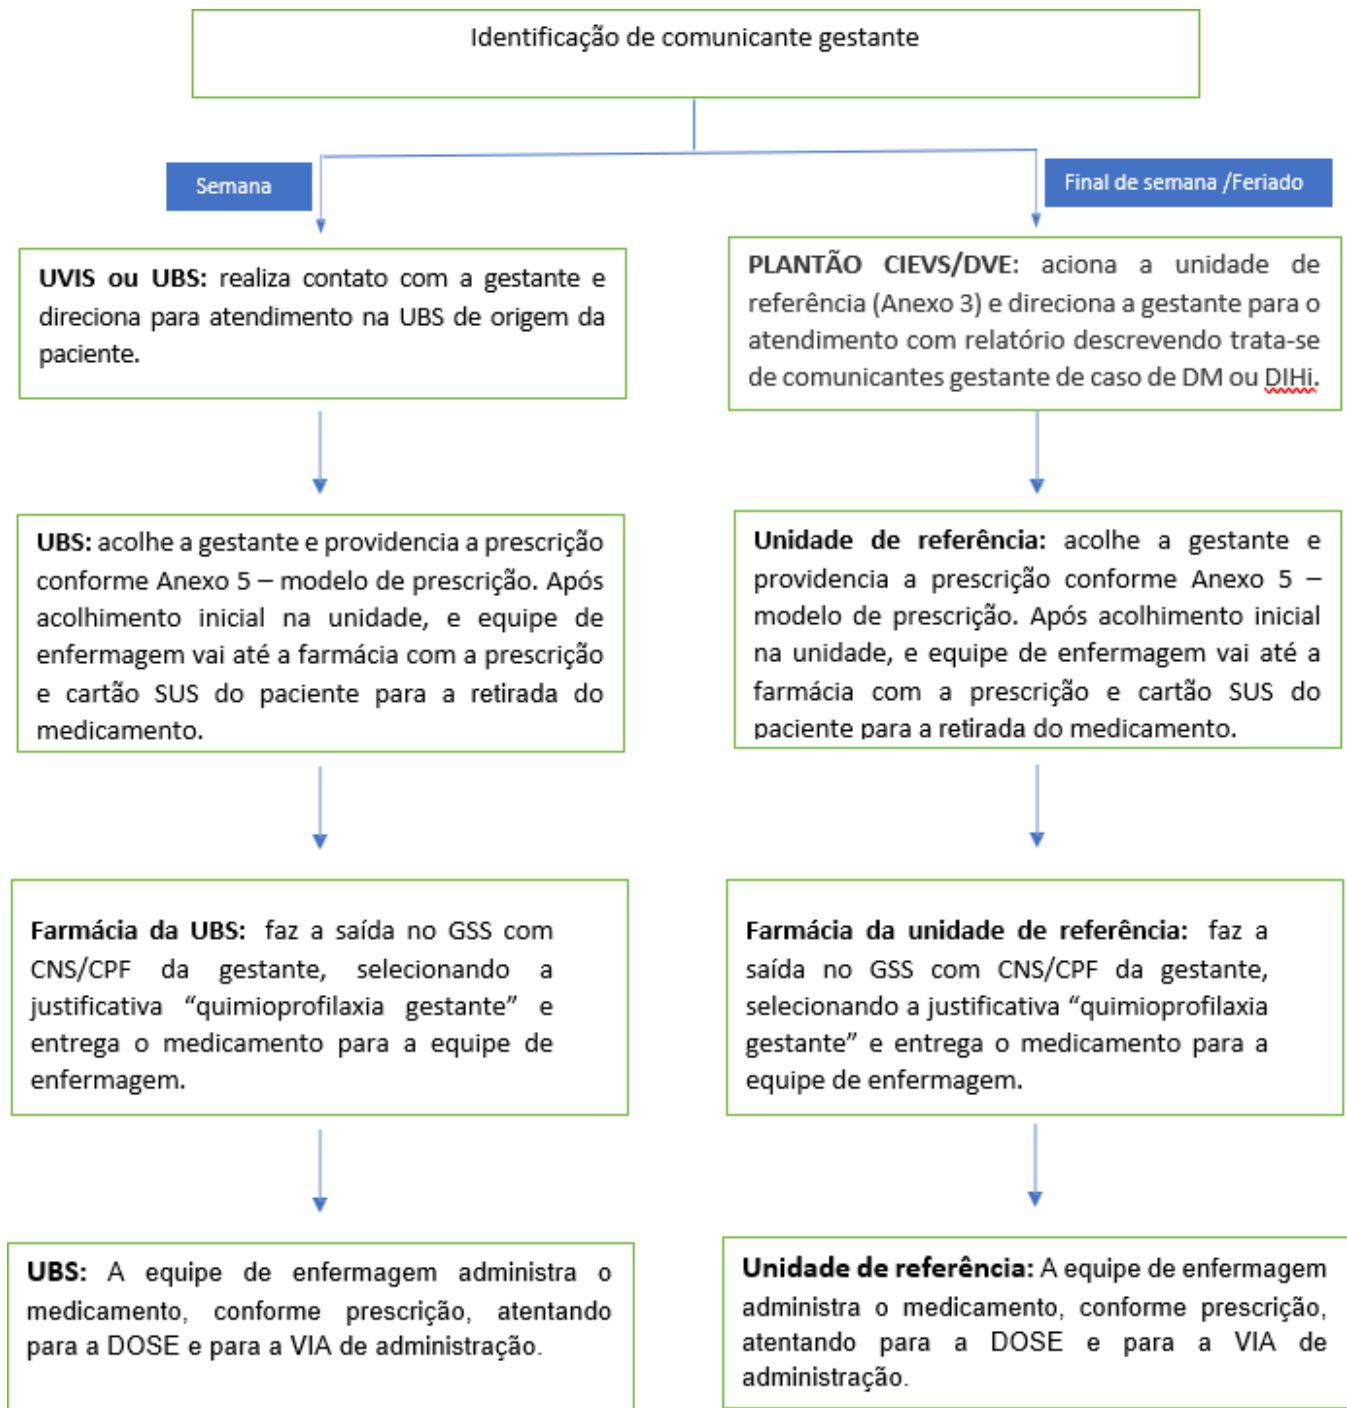 Identificação de comunicante gestante
Semana
Final de semana /Feriado
UVIS ou UBS: realiza contato com a gestante e
direciona para atendimento na UBS de origem da
paciente.
PLANTÃO CIEVS/DVE: aciona a unidade de
referência (Anexo 3) e direciona a gestante para o
atendimento com relatório descrevendo trata-se
de comunicantes gestante de caso de DM ou DIHi.
UBS: acolhe a gestante e providencia a prescrição
conforme Anexo 5 – modelo de prescrição. Após
acolhimento inicial na unidade, e equipe de
enfermagem vai até a farmácia com a prescrição
e cartão SUS do paciente para a retirada do
medicamento.
Unidade de referência: acolhe a gestante e
providencia a prescrição conforme Anexo 5 –
modelo de prescrição. Após acolhimento inicial
na unidade, e equipe de enfermagem vai até a
farmácia com a prescrição e cartão SUS do
paciente para a retirada do medicamento.
Farmácia da UBS: faz a saída no GSS com
CNS/CPF da gestante, selecionando a
justificativa “quimioprofilaxia gestante” e
entrega o medicamento para a equipe de
enfermagem.
Farmácia da unidade de referência: faz a
saída no GSS com CNS/CPF da gestante,
selecionando a justificativa “quimioprofilaxia
gestante” e entrega o medicamento para a
equipe de enfermagem.
UBS: A equipe de enfermagem administra o
medicamento, conforme prescrição, atentando
para a DOSE e para a VIA de administração.
Unidade de referência: A equipe de enfermagem
administra o medicamento, conforme prescrição,
atentando para a DOSE e para a VIA de
administração.